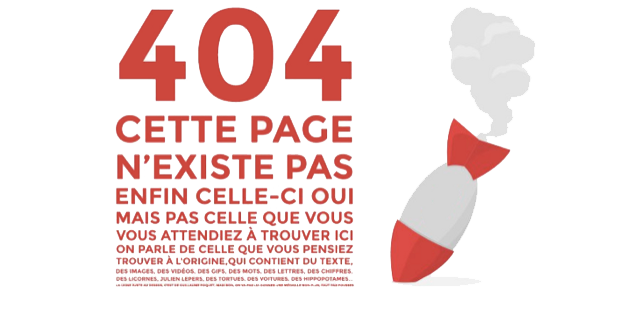 404
CETTE PAGE
N'EXISTE PAS
ENFIN CELLE-CI OUI
MAIS PAS CELLE QUE VOUS
VOUS ATTENDIEZ À TROUVER ICI
ON PARLE DE CELLE QUE VOUS PENSIEZ
TROUVER À L'ORIGINE,QUI CONTIENT DU TEXTE,
DES IMAGES, DES VIDÉOS, DES GIFS, DES MOTS, DES LETTRES, DES CHIFFRES,
DES LICORNES, JULIEN LEPERS, DES TORTUES, DES VOITURES, DES HIPPOPOTAMES...